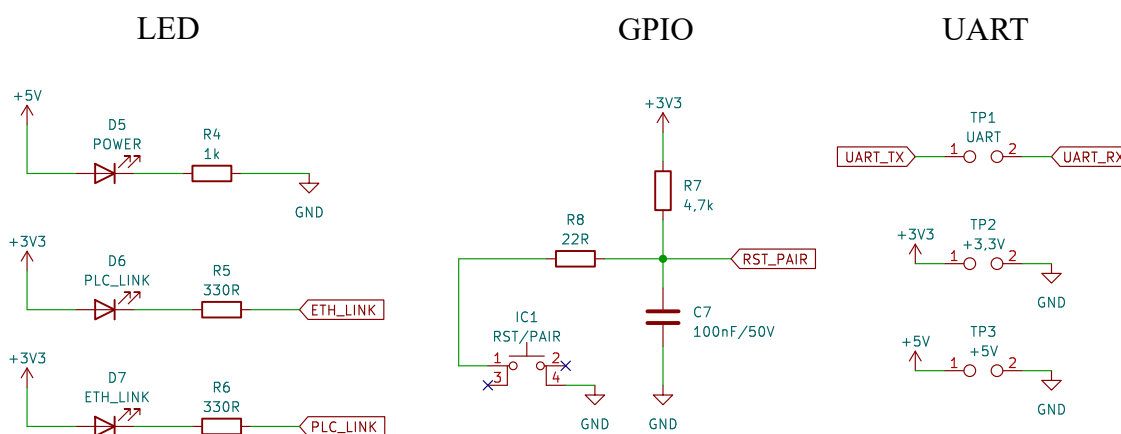 LED
GPIO
UART
+5V
D5
POWER
R4
1k
GND
+3V3
D6
PLC_LINK
R5
330R
ETH_LINK
+3V3
D7
ETH_LINK
R6
330R
PLC_LINK
+3V3
R7
4,7k
R8
22R
RST_PAIR
C7
100nF/50V
IC1
RST/PAIR
1
2
3
4
GND
GND
TP1
UART
UART_TX
1
2
UART_RX
TP2
+3,3V
+3V3
1
2
GND
TP3
+5V
+5V
1
2
GND